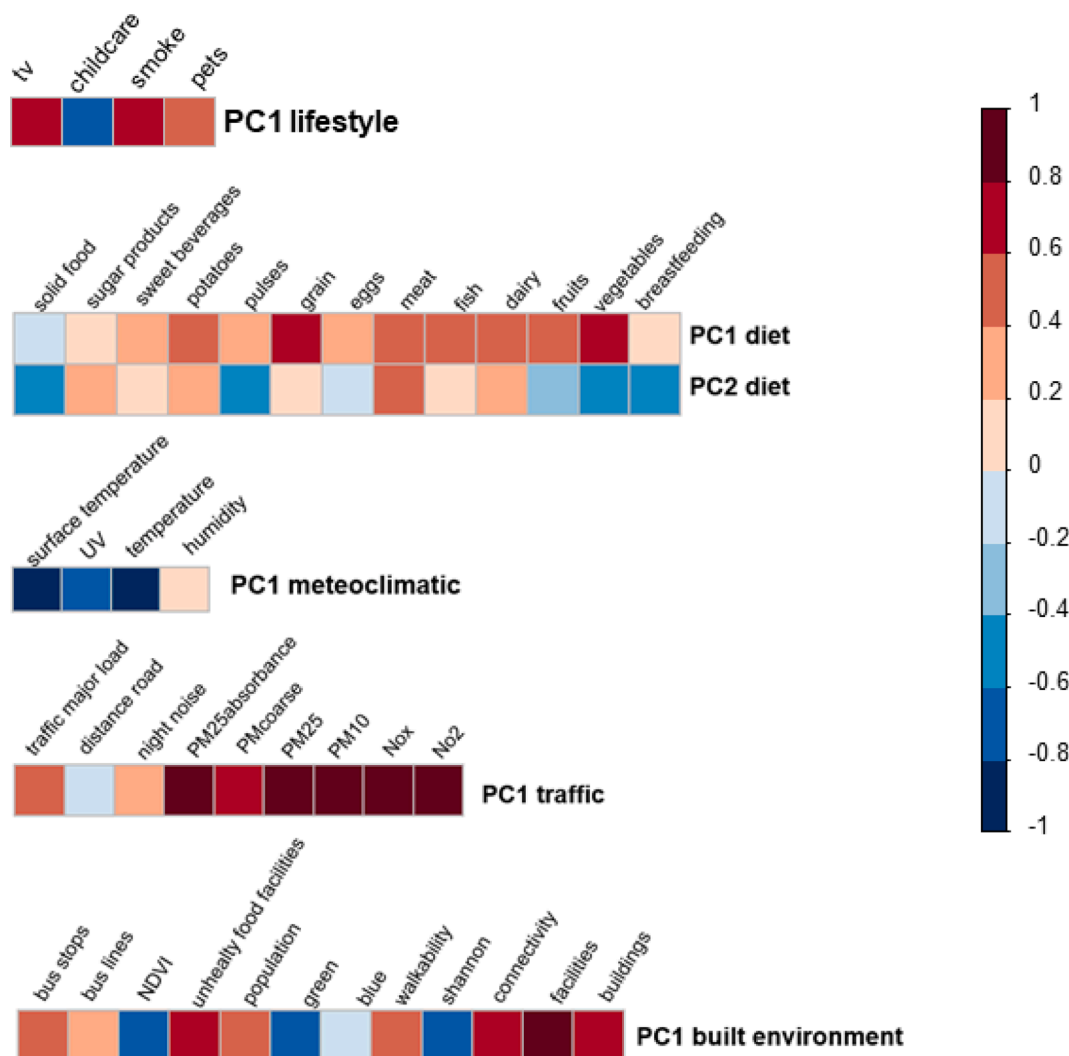 tv childcare smoke pets
PC1 lifestyle
solid food sugar products sweet beverages potatoes pulses grain eggs meat fish dairy fruits vegetables breastfeeding
PC1 diet
PC2 diet
surface temperature UV temperature humidity
PC1 meteoclimatic
traffic major load distance road night noise PM25absorbance PMcoarse PM25 PM10 Nox No2
PC1 traffic
bus stops bus lines NDVI unhealty food facilities population green blue walkability shannon connectivity facilities buildings
PC1 built environment
1
0.8
0.6
0.4
0.2
0
-0.2
-0.4
-0.6
-0.8
-1